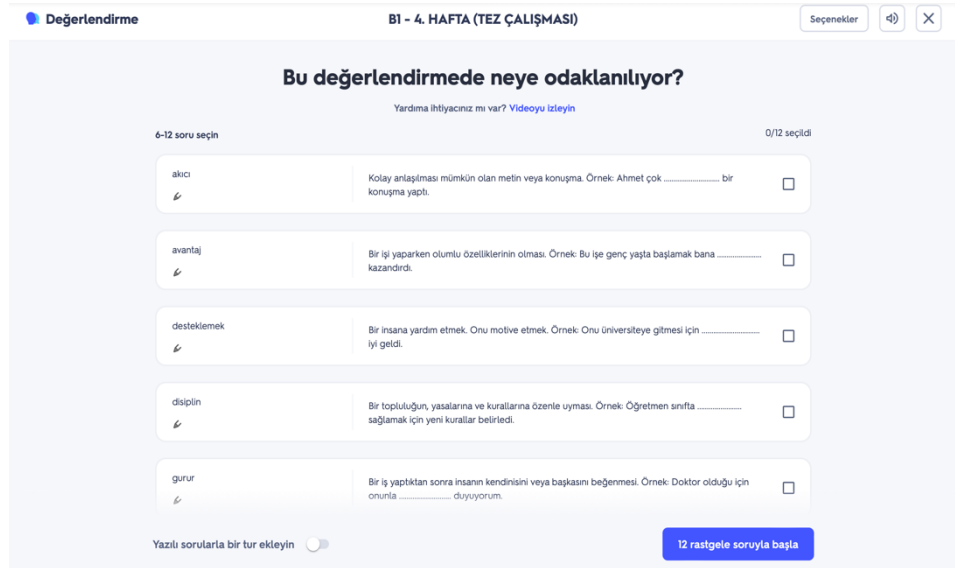 Değerlendirme
B1 - 4. HAFTA (TEZ ÇALIŞMASI)
Seçenekler
Bu değerlendirmede neye odaklanılıyor?
Yardıma ihtiyacınız mı var? Videoyu izleyin
6-12 soru seçin
0/12 seçildi
akıcı
Kolay anlaşılması mümkün olan metin veya konuşma. Örnek: Ahmet çok ............................ bir
konuşma yaptı.
avantaj
Bir işi yaparken olumlu özelliklerinin olması. Örnek: Bu işe genç yaşta başlamak bana ......................
kazandırdı.
desteklemek
Bir insana yardım etmek. Onu motive etmek. Örnek: Onu üniversiteye gitmesi için .............................
iyi geldi.
disiplin
Bir topluluğun, yasalarına ve kurallarına özenle uyması. Örnek: Öğretmen sınıfta ......................
sağlamak için yeni kurallar belirledi.
gurur
Bir iş yaptıktan sonra insanın kendinisini veya başkasını beğenmesi. Örnek: Doktor olduğu için
onunla .......................... duyuyorum.
Yazılı sorularla bir tur ekleyin
12 rastgele soruyla başla